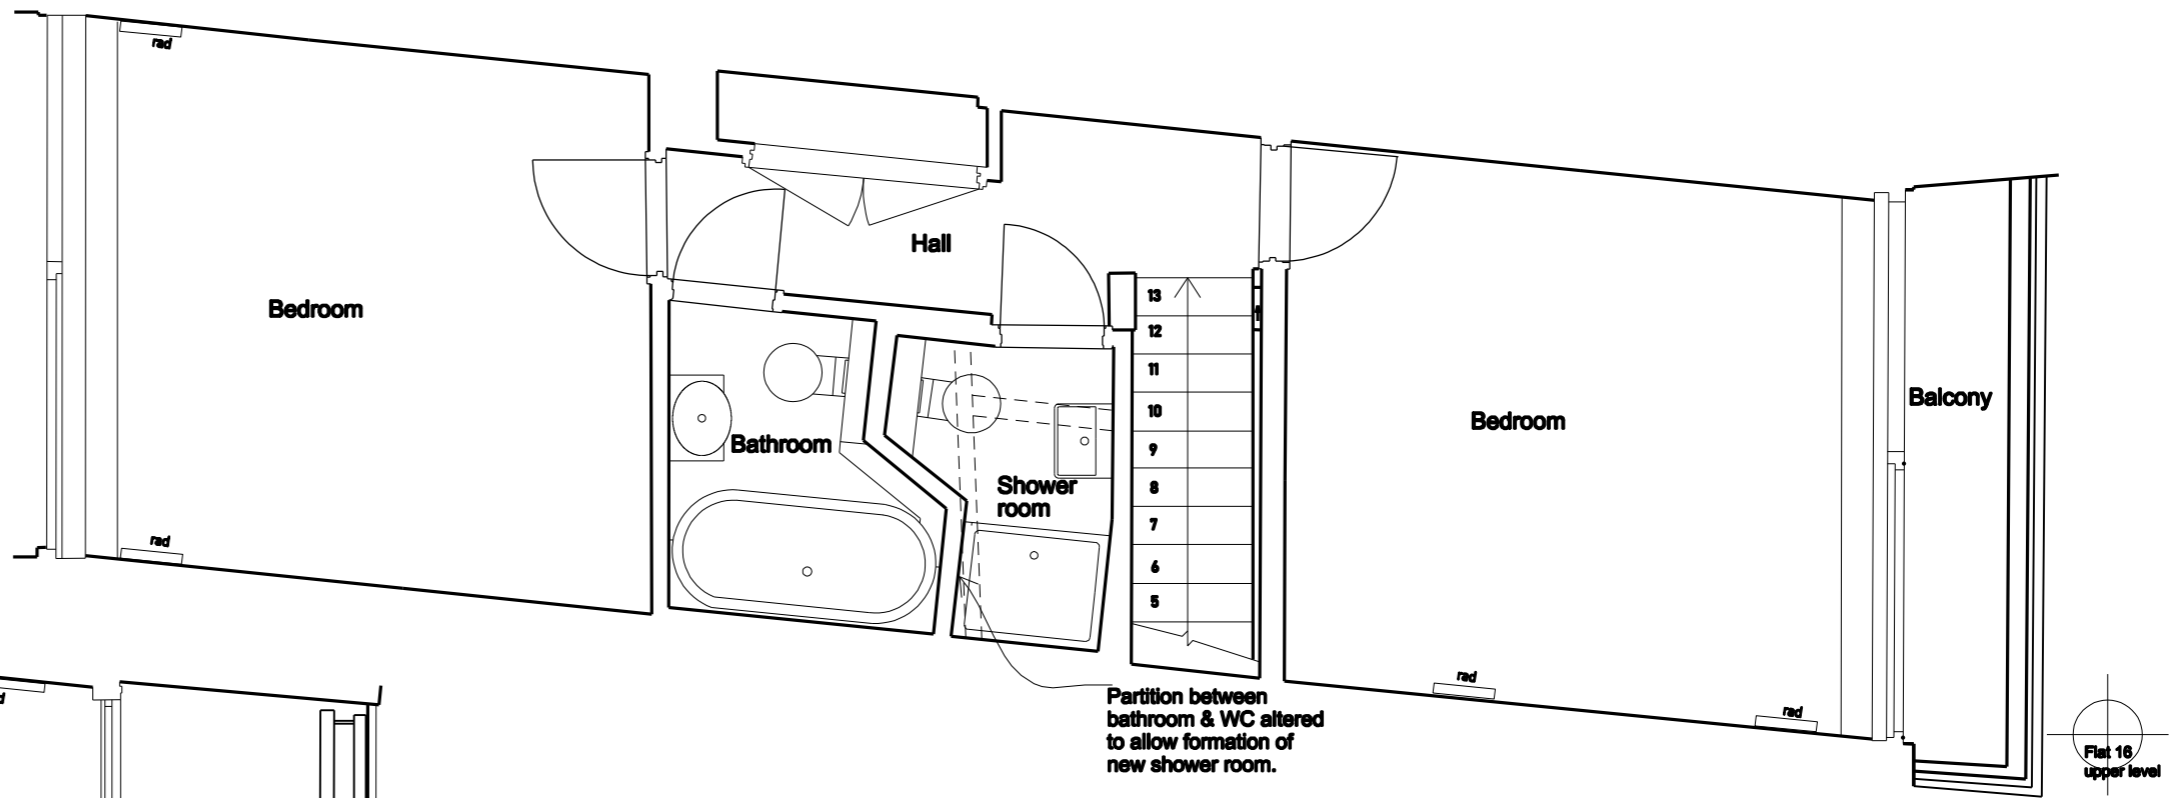 rad
Hall
Bedroom
13
12
11
10
9
8
7
6
5
Bathroom
Shower
room
Bedroom
Balcony
rad
rad
rad
Partition between
bathroom & WC altered
to allow formation of
new shower room.
Flat 16
upper level